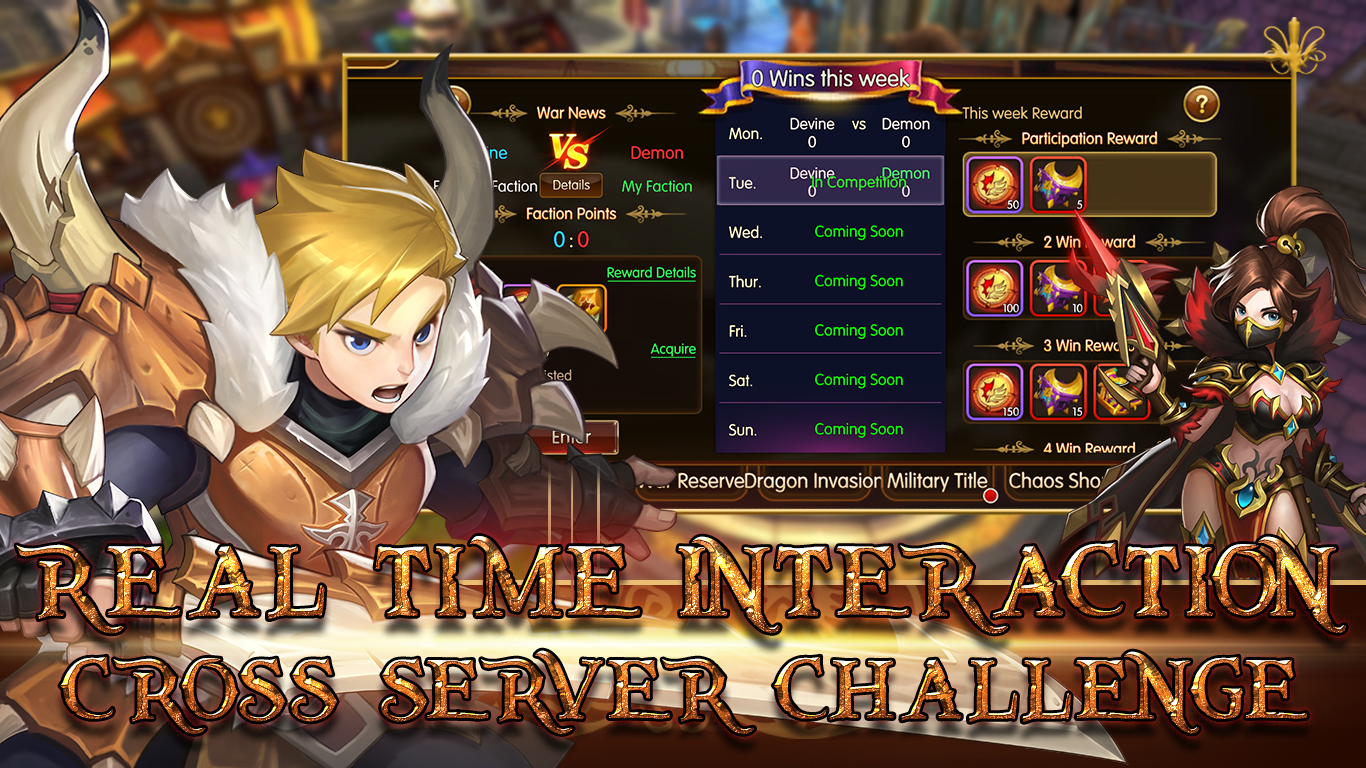 0 Wins this week
War News
VS
Demon
Faction
Details
My Faction
Faction Points
0 : 0
Reward Details
Acquire
Enter
Mon.
Devine vs Demon
0 0
Tue.
Devine Demon
In Competition
0 0
Wed. Coming Soon
Thur. Coming Soon
Fri. Coming Soon
Sat. Coming Soon
Sun. Coming Soon
This week Reward
?
Participation Reward
50 5
2 Win
100 10
3 Win
150 15
4 Win Reward
Reserve
Dragon Invasion
Military Title
Chaos Sho
REAL TIME INTERACTION
CROSS SERVER CHALLENGE